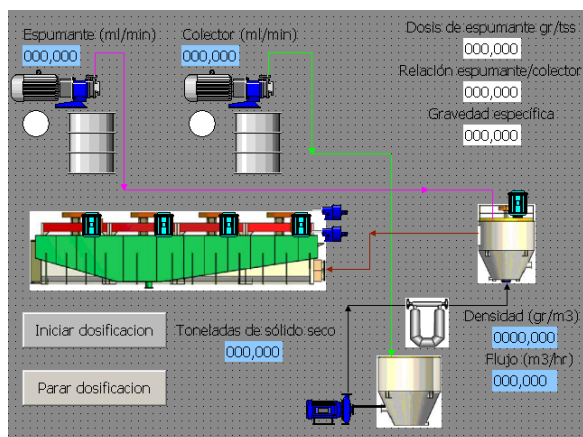 Espumante (ml/min)
000,000
Colector (ml/min)
000,000
Dosis de espumante gr/tss
000,000
Relación espumante/colector
000,000
Gravedad específica
000,000
Iniciar dosificacion
Parar dosificacion
Toneladas de sólido seco
000,000
Densidad (gr/m3)
0000,000
Flujo (m3/hr)
000,000